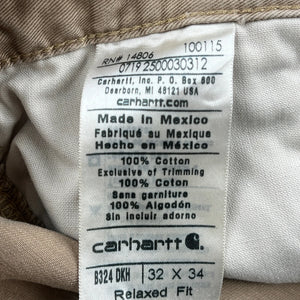 RN# 14806 100115
0719 2500030312
Carhartt, Inc. P. O. Box 600
Dearborn, MI 48121 USA
carhartt.com
Made in Mexico
Fabriqué au Mexique
Hecho en México
100% Cotton
Exclusive of Trimming
100% Coton
Sans garniture
100% Algodón
Sin incluir adorno
carhartt
B324 DKH 32 X 34
Relaxed Fit